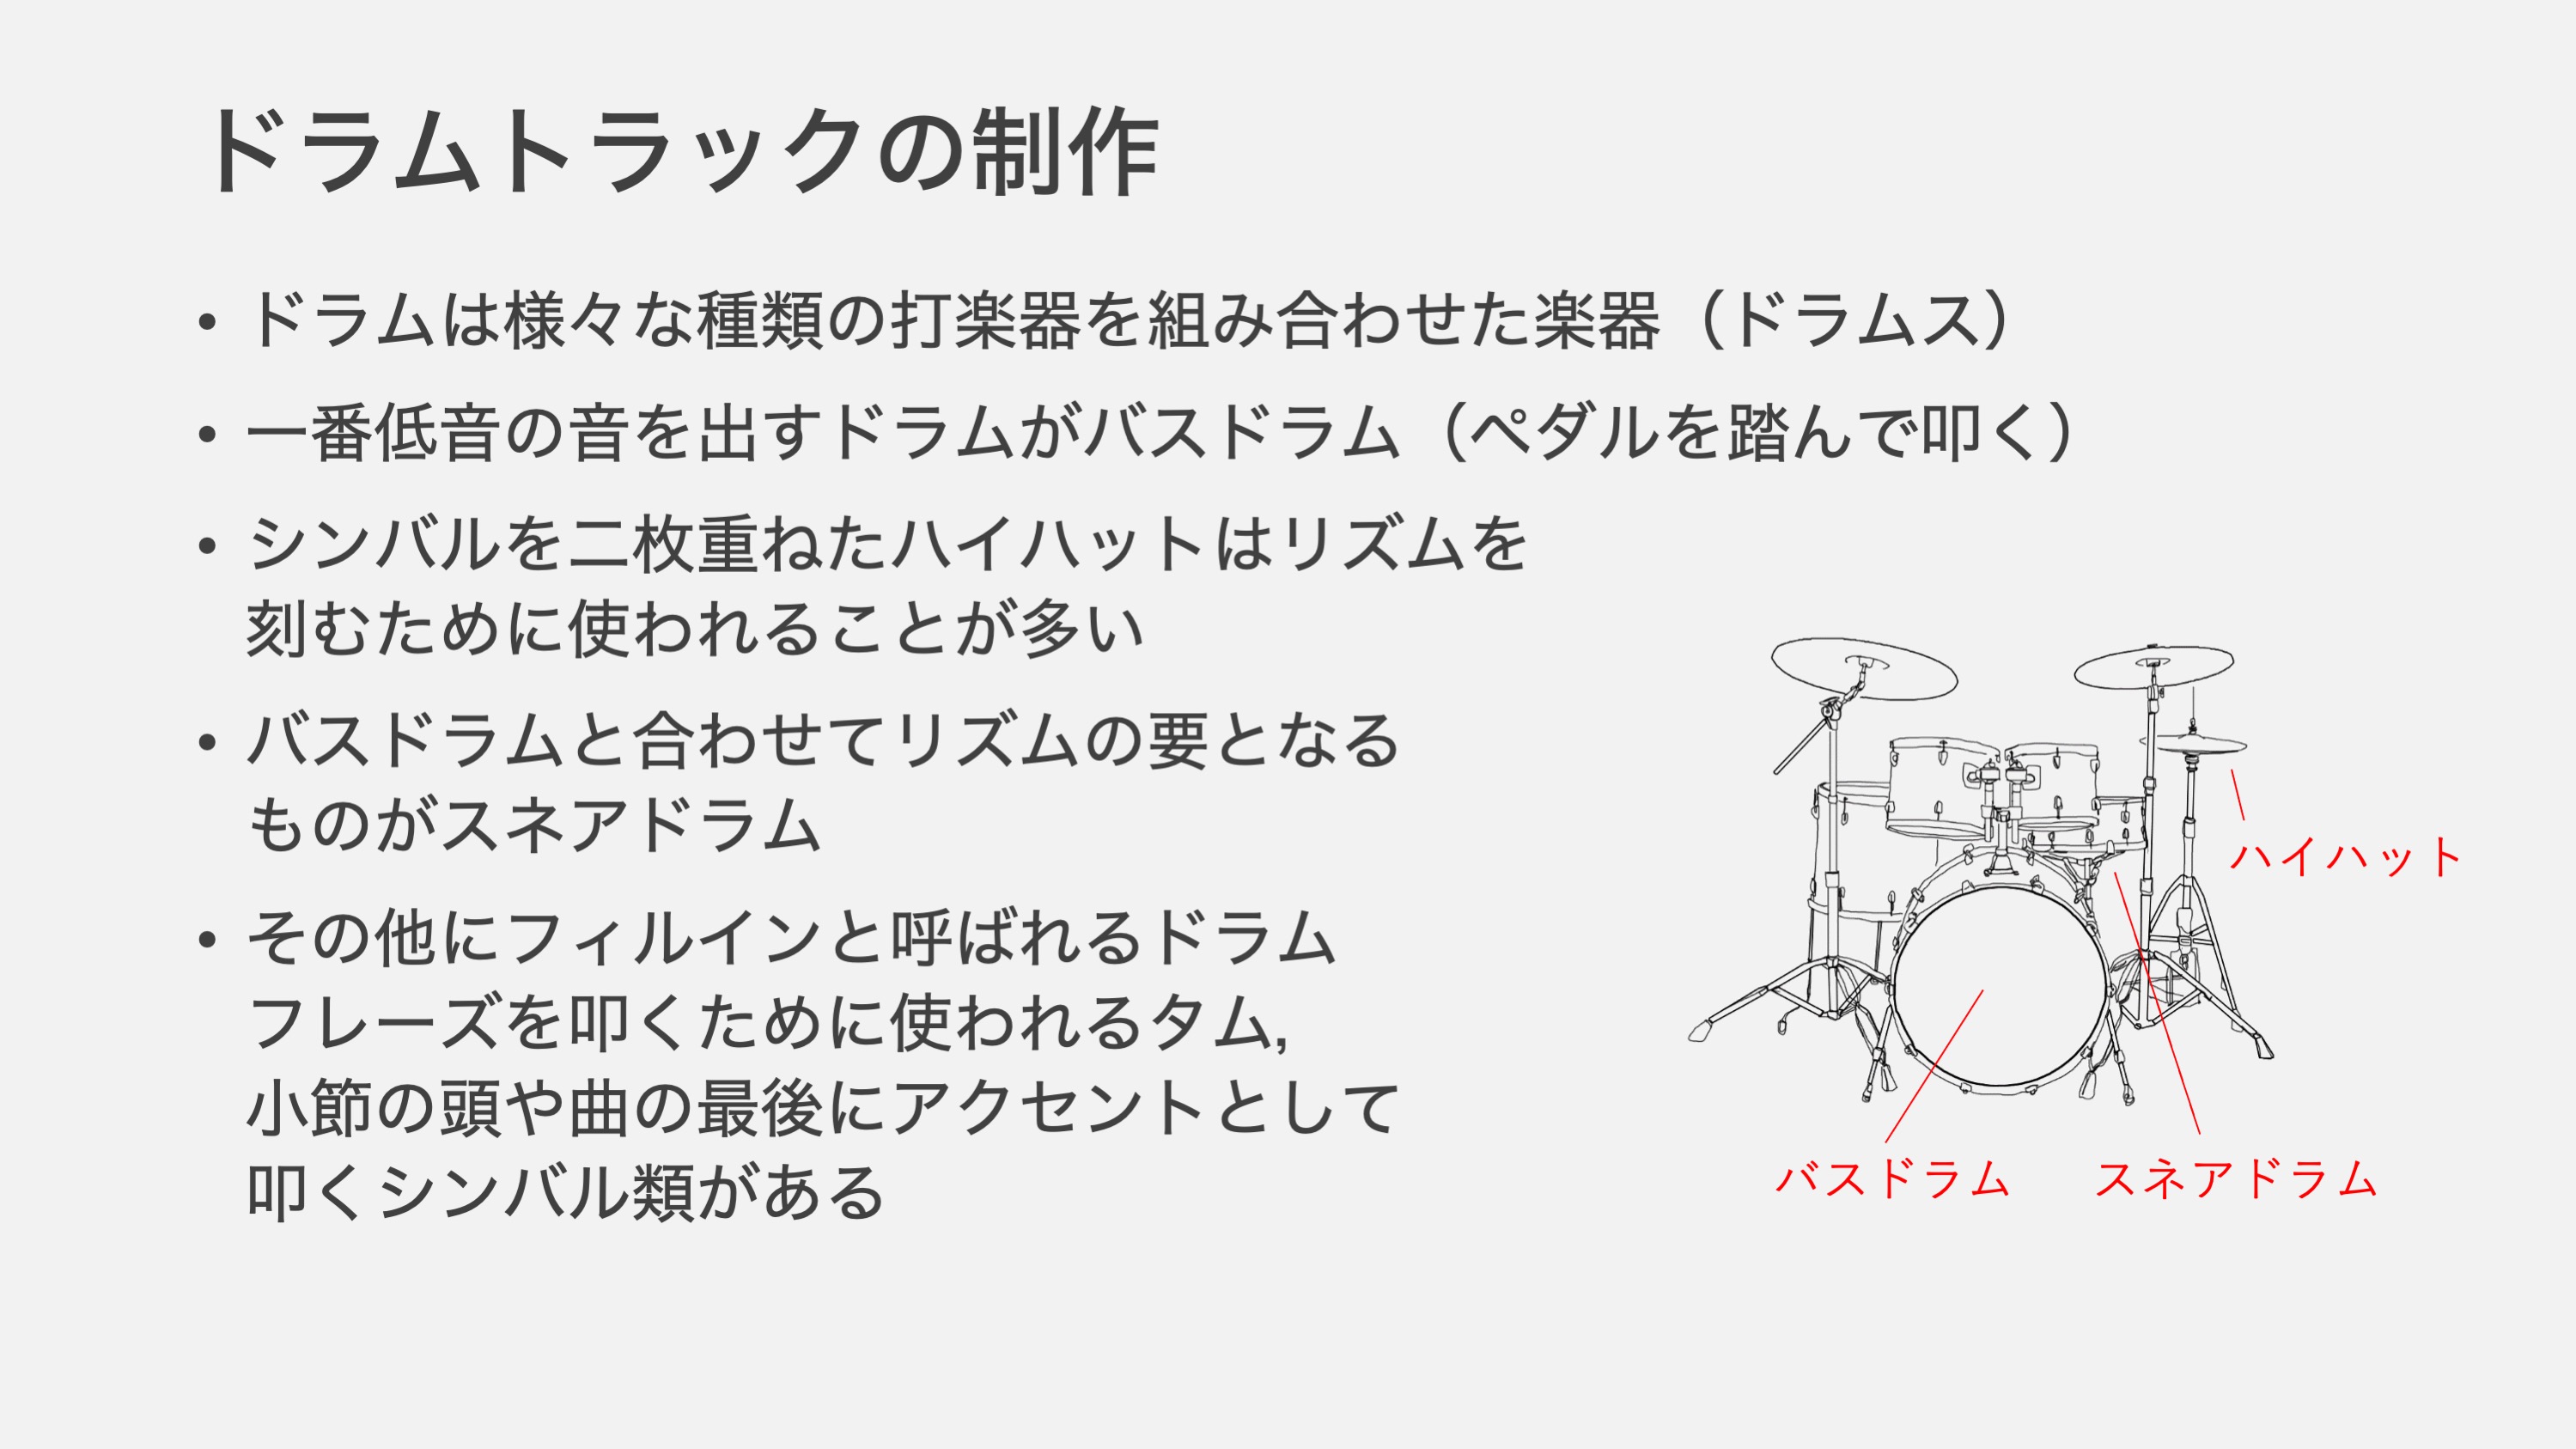 ドラムトラックの制作
• ドラムは様々な種類の打楽器を組み合わせた楽器（ドラムス）
• 一番低音の音を出すドラムがバスドラム（ペダルを踏んで叩く）
• シンバルを二枚重ねたハイハットはリズムを
刻むために使われることが多い
• バスドラムと合わせてリズムの要となる
ものがスネアドラム
• その他にフィルインと呼ばれるドラム
フレーズを叩くために使われるタム,
小節の頭や曲の最後にアクセントとして
叩くシンバル類がある
ハイハット
バスドラム
スネアドラム